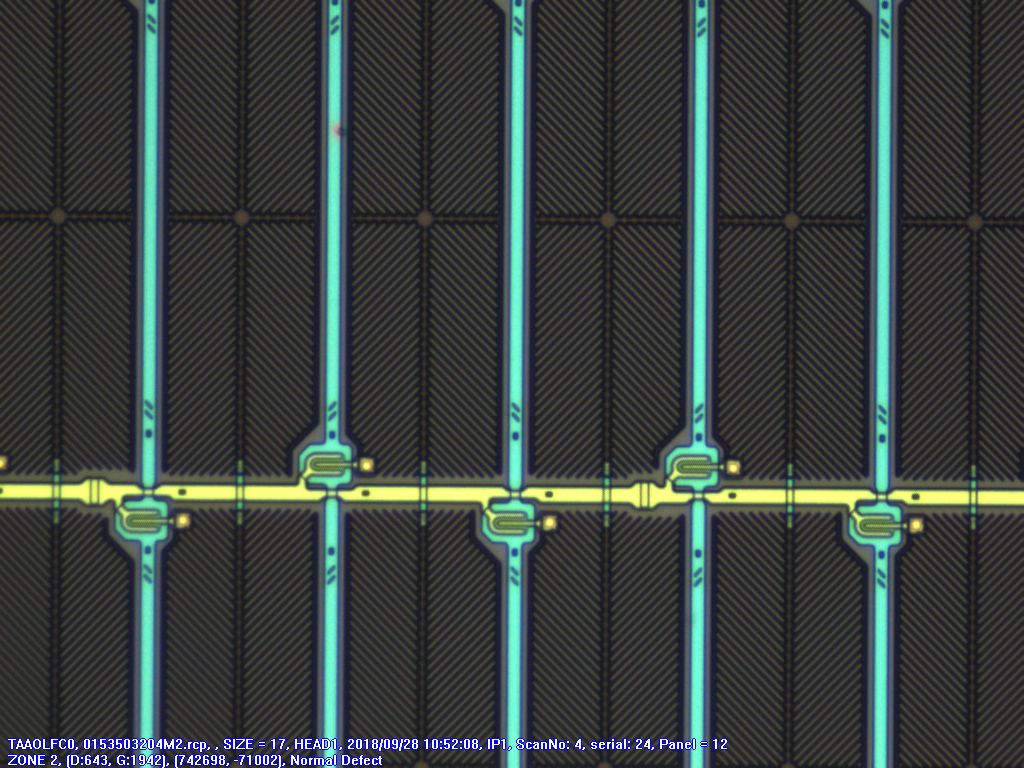 TAAOLFC0, 0153503204M2.rcp, , SIZE = 17, HEAD1, 2018/09/28 10:52:08, IP1, ScanNo: 4, serial: 24, Panel = 12
ZONE 2, [D:643, G:1942], [742698, -71002], Normal Defect